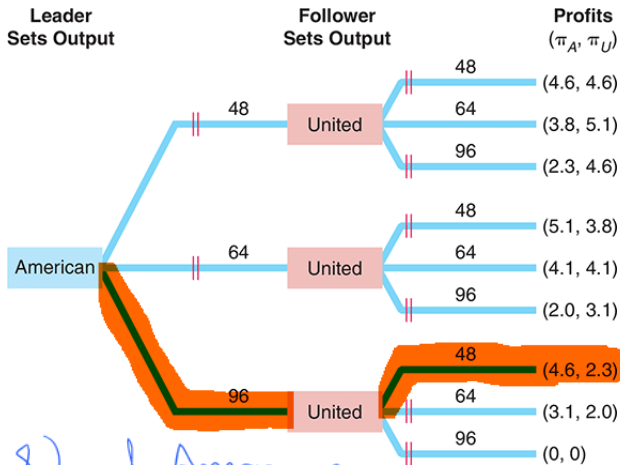 Leader Follower Profits
Sets Output Sets Output (π_A, π_U)
48 (4.6, 4.6)
48 United 64 (3.8, 5.1)
96 (2.3, 4.6)
48 (5.1, 3.8)
American 64 United 64 (4.1, 4.1)
96 (2.0, 3.1)
48 (4.6, 2.3)
96 United 64 (3.1, 2.0)
96 (0, 0)
8)